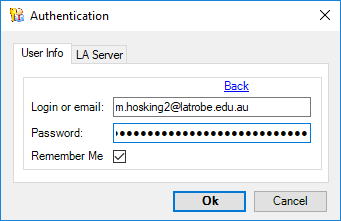 Authentication
User Info
LA Server
Back
Login or email: m.hosking2@latrobe.edu.au
Password: ●●●●●●●●●●●●●●●●●●●●●●●●●●●●
Remember Me
Ok
Cancel